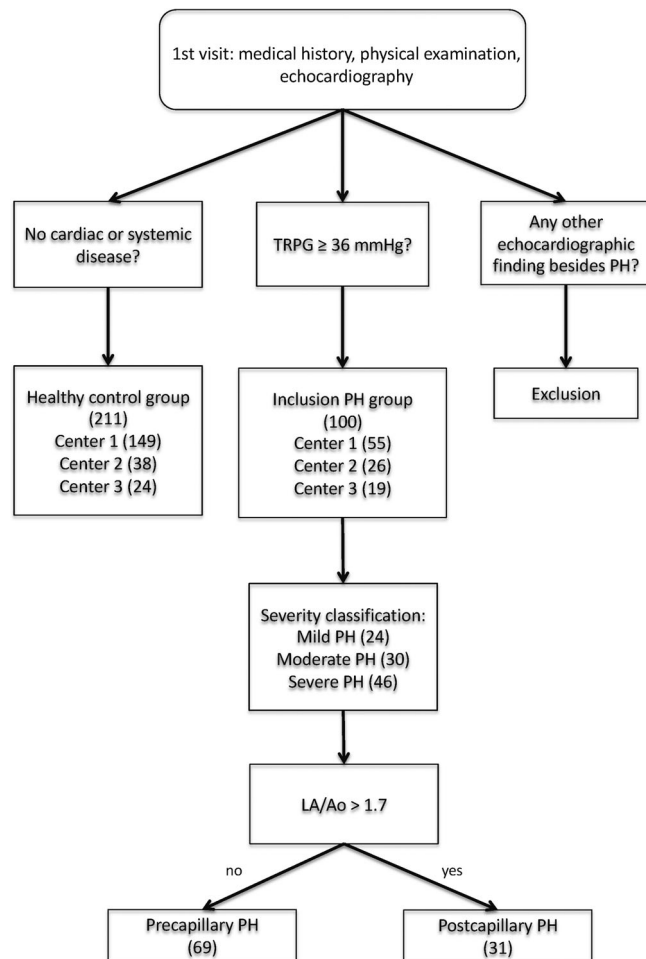 1st visit: medical history, physical examination,
echocardiography
No cardiac or systemic
disease?
TRPG ≥ 36 mmHg?
Any other
echocardiographic
finding besides PH?
Healthy control group
(211)
Center 1 (149)
Center 2 (38)
Center 3 (24)
Inclusion PH group
(100)
Center 1 (55)
Center 2 (26)
Center 3 (19)
Exclusion
Severity classification:
Mild PH (24)
Moderate PH (30)
Severe PH (46)
LA/Ao > 1.7
no
yes
Precapillary PH
(69)
Postcapillary PH
(31)